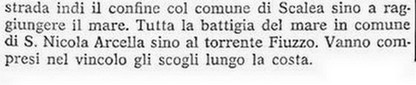 strada indi il confine col comune di Scalea sino a rag-
giungere il mare. Tutta la battigia del mare in comune
di S. Nicola Arcella sino al torrente Fiuzzo. Vanno com-
presi nel vincolo gli scogli lungo la costa.